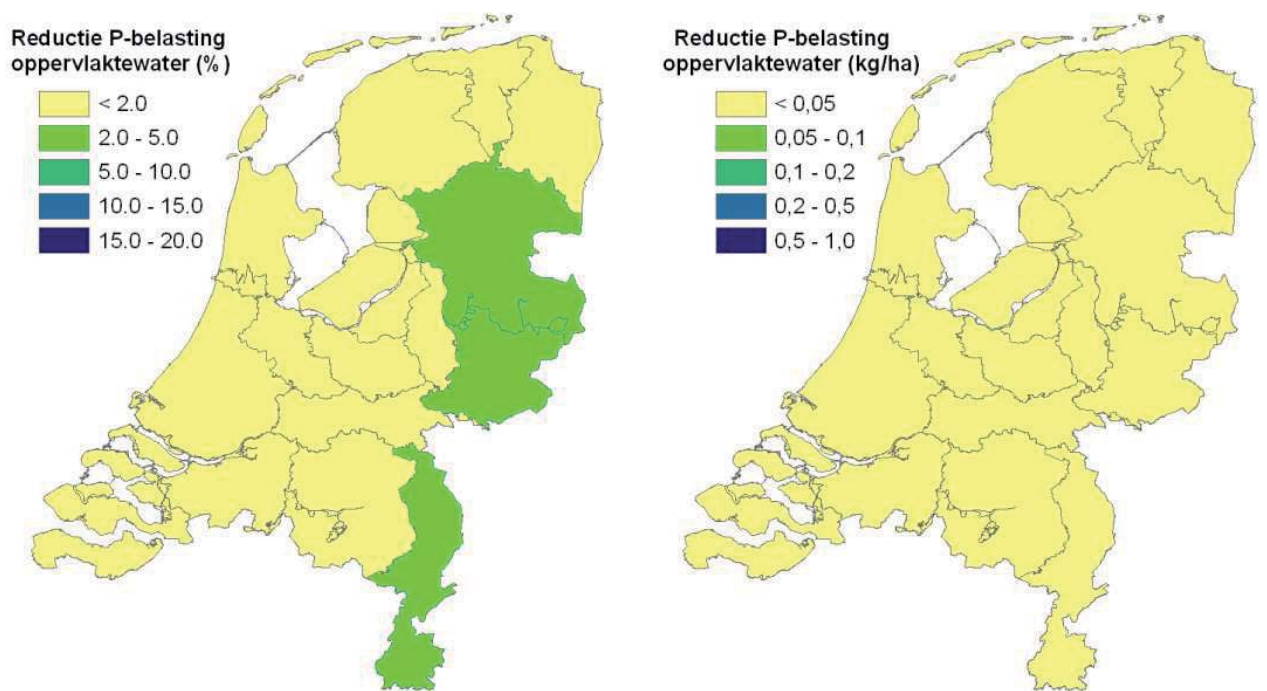 Reductie P-belasting
oppervlaktewater (%)
< 2.0
2.0 - 5.0
5.0 - 10.0
10.0 - 15.0
15.0 - 20.0
Reductie P-belasting
oppervlaktewater (kg/ha)
< 0,05
0,05 - 0,1
0,1 - 0,2
0,2 - 0,5
0,5 - 1,0